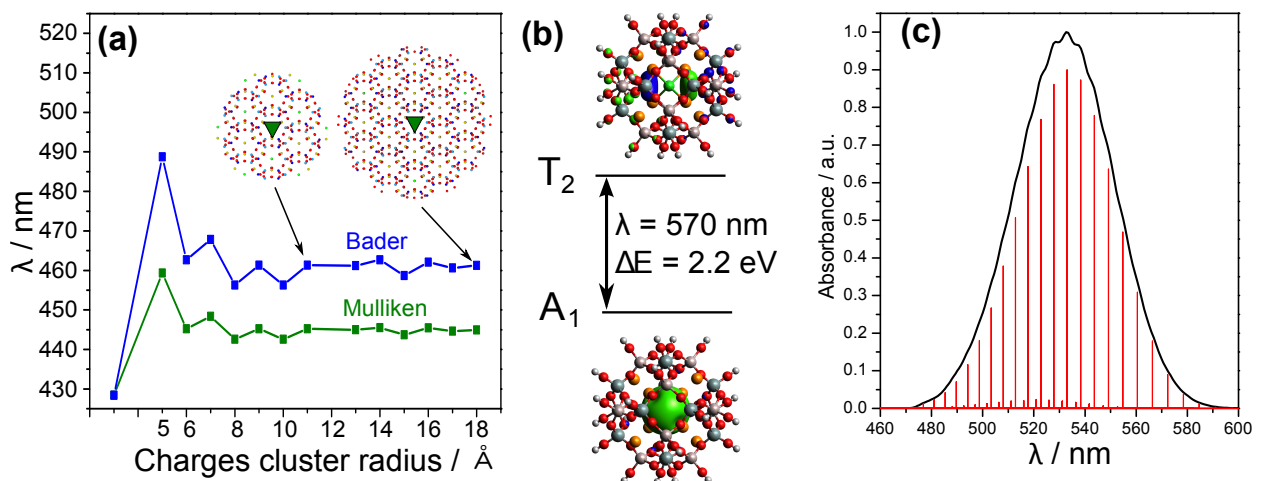 (a)
520
510
500
490
480
470
460
450
440
430
λ / nm
Bader
Mulliken
5 6 8 10 12 14 16 18
Charges cluster radius / Å
(b)
T2
λ = 570 nm
ΔE = 2.2 eV
A1
(c)
1.0
0.9
0.8
0.7
0.6
0.5
0.4
0.3
0.2
0.1
0.0
Absorbance / a.u.
460 480 500 520 540 560 580 600
λ / nm